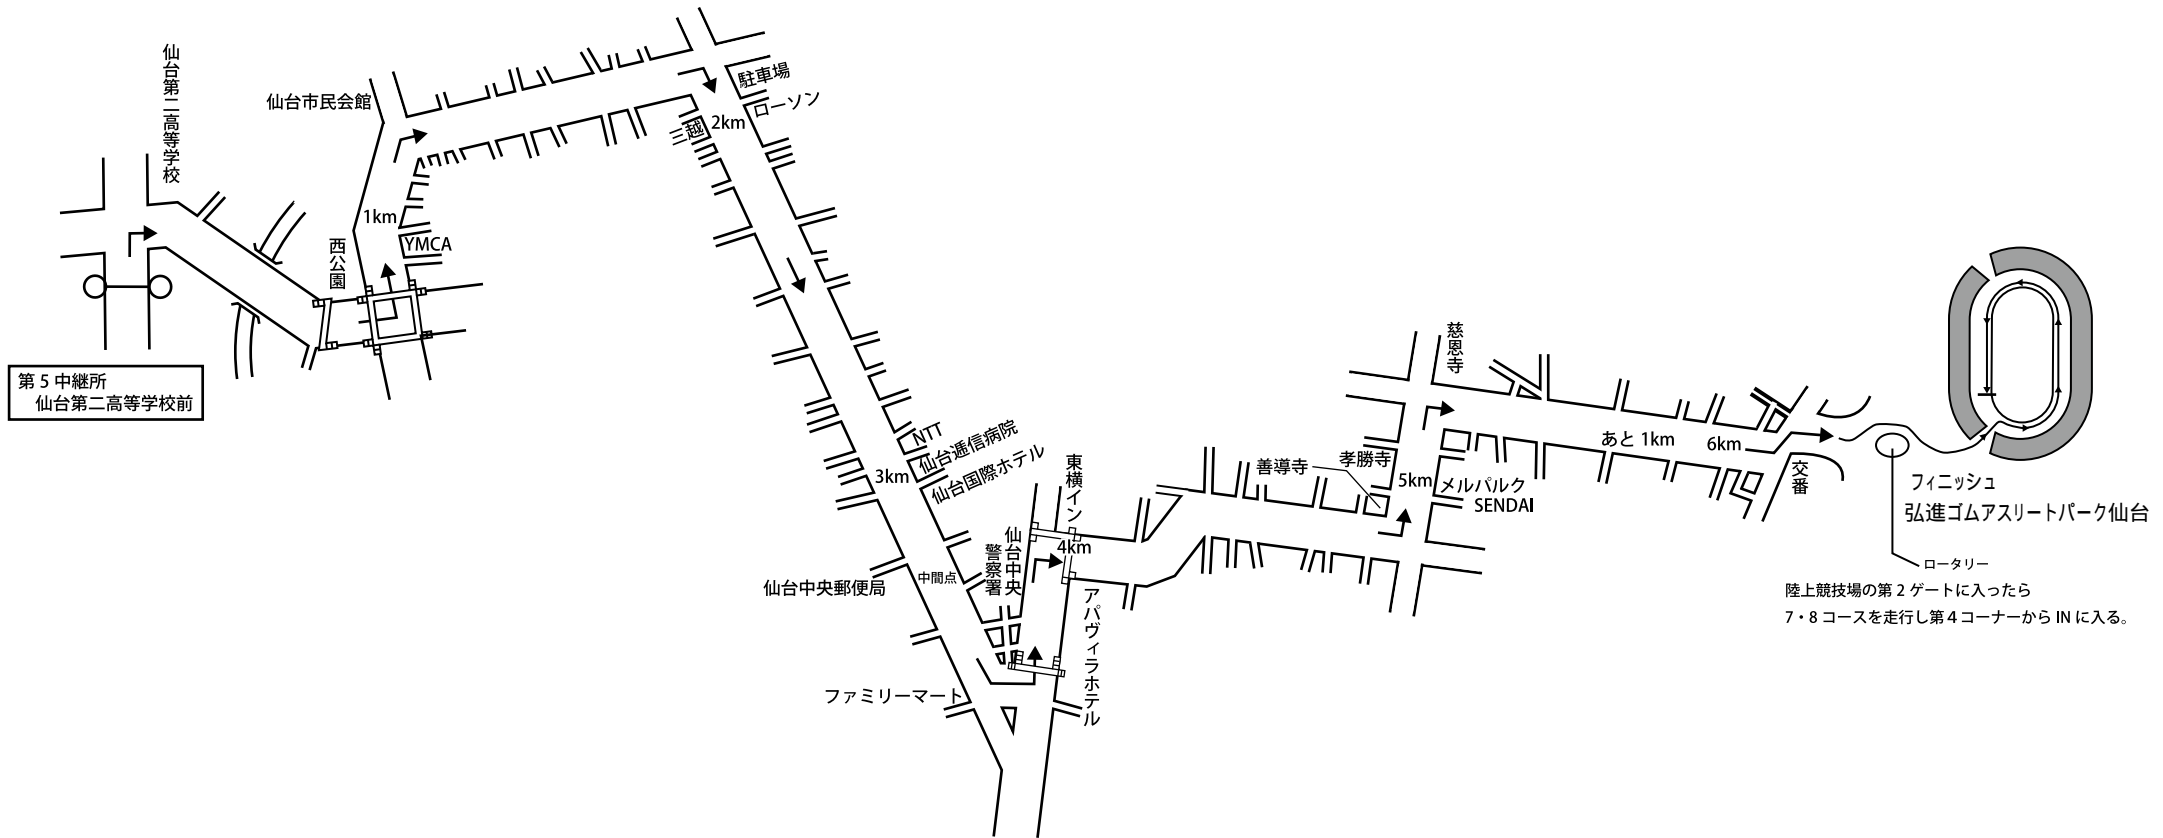 仙台第二高等学校
第 5 中継所
仙台第二高等学校前
西公園
1km
YMCA
仙台市民会館
駐車場
ローソン
三越
2km
NTT
仙台逓信病院
仙台国際ホテル
3km
仙台中央郵便局
中間点
ファミリーマート
仙台中央
警察署
東横イン
4km
アパヴィラホテル
善導寺
孝勝寺
5km
メルパルク
SENDAI
慈恩寺
あと 1km
6km
交番
フィニッシュ
弘進ゴムアスリートパーク仙台
ロータリー
陸上競技場の第 2 ゲートに入ったら
7・8 コースを走行し第 4 コーナーから IN に入る。